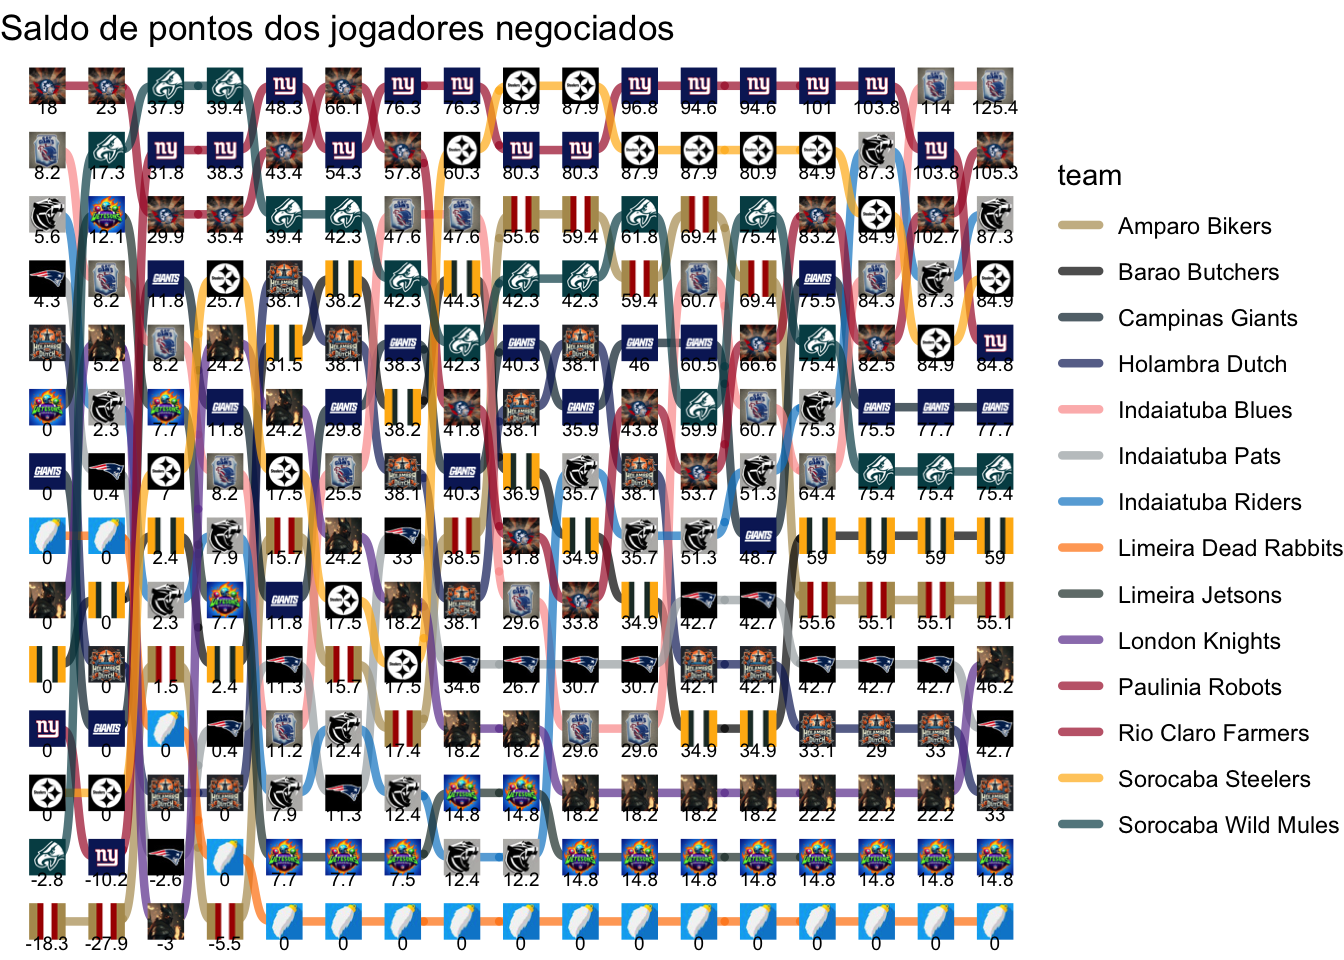 Saldo de pontos dos jogadores negociados
18 23 37.9 39.4 48.3 66.1 76.3 76.3 87.9 87.9 96.8 94.6 94.6 101 103.8 114 125.4
8.2 17.3 31.8 38.3 43.4 54.3 57.8 60.3 80.3 80.3 87.9 87.9 80.9 84.9 87.3 103.8 105.3
5.6 12.1 29.9 35.4 39.4 42.3 47.6 47.6 55.6 59.4 61.8 69.4 75.4 83.2 84.9 102.7 87.3
4.3 8.2 11.8 25.7 38.1 38.2 42.3 44.3 42.3 42.3 59.4 60.7 69.4 75.5 84.3 87.3 84.9
0 5.2 8.2 24.2 31.5 38.1 38.3 42.3 40.3 38.1 46 60.5 66.6 75.4 82.5 84.9 84.8
0 2.3 7.7 11.8 24.2 29.8 38.2 41.8 38.1 35.9 43.8 59.9 60.7 75.3 75.5 77.7 77.7
0 0.4 7 8.2 17.5 25.5 38.1 40.3 36.9 35.7 38.1 53.7 51.3 64.4 75.4 75.4 75.4
0 0 2.4 7.9 15.7 24.2 33 38.5 31.8 34.9 35.7 51.3 48.7 59 59 59 59
0 0 2.3 7.7 11.8 17.5 18.2 38.1 29.6 33.8 34.9 42.7 42.7 55.6 55.1 55.1 55.1
0 0 1.5 2.4 11.3 15.7 17.5 34.6 26.7 30.7 30.7 42.1 42.1 42.7 42.7 42.7 46.2
0 0 0 0.4 11.2 12.4 17.4 18.2 18.2 29.6 29.6 34.9 34.9 33.1 29 33 42.7
0 0 0 0 7.9 11.3 12.4 14.8 14.8 18.2 18.2 18.2 18.2 22.2 22.2 22.2 33
-2.8 -10.2 -2.6 0 7.7 7.7 7.5 12.4 12.2 14.8 14.8 14.8 14.8 14.8 14.8 14.8 14.8
-18.3 -27.9 -3 -5.5 0 0 0 0 0 0 0 0 0 0 0 0 0
team
Amparo Bikers
Barao Butchers
Campinas Giants
Holambra Dutch
Indaiatuba Blues
Indaiatuba Pats
Indaiatuba Riders
Limeira Dead Rabbits
Limeira Jetsons
London Knights
Paulinia Robots
Rio Claro Farmers
Sorocaba Steelers
Sorocaba Wild Mules